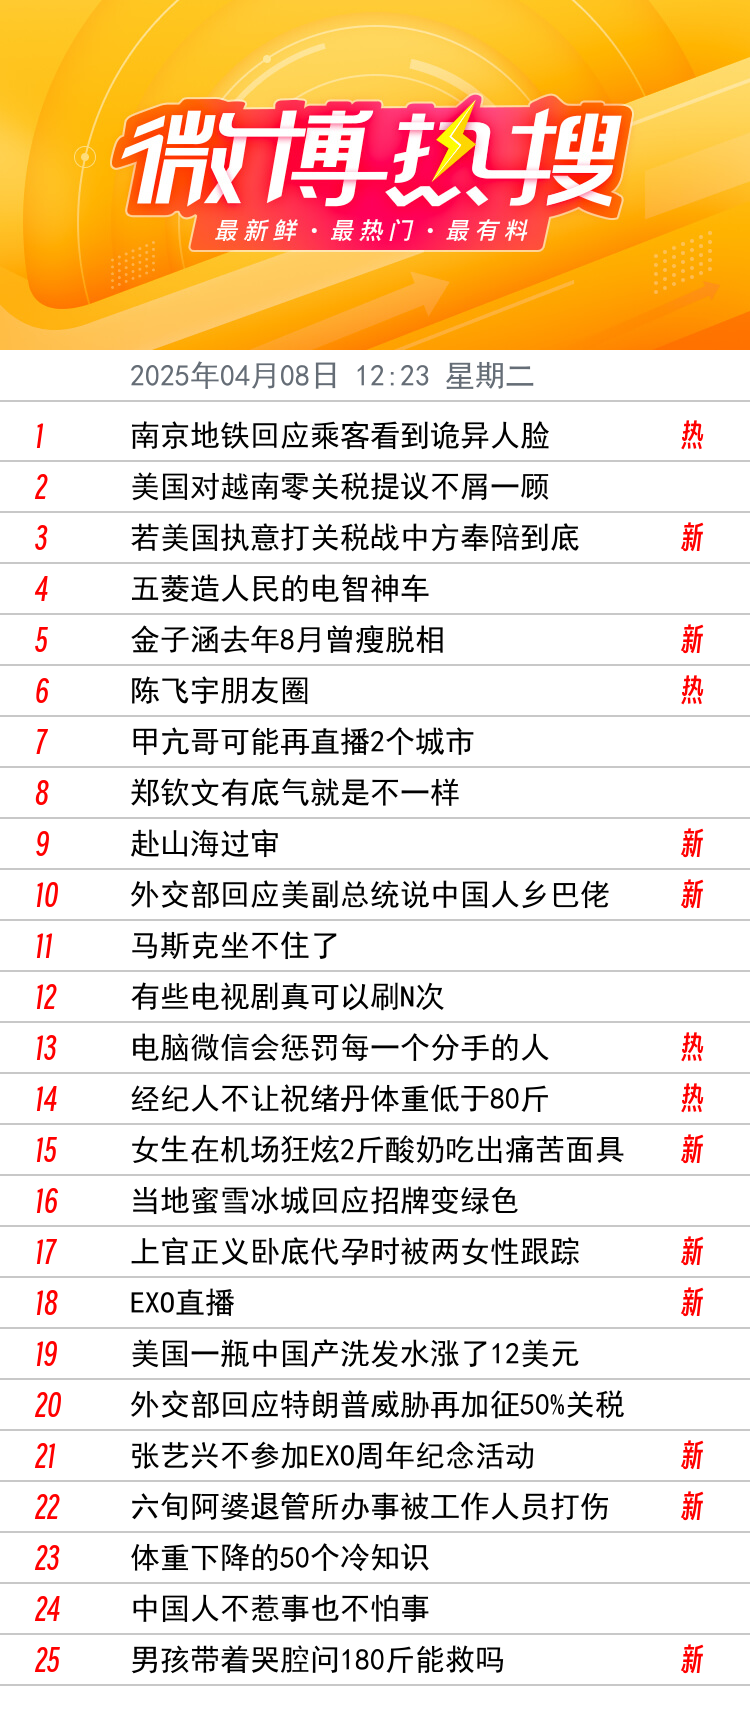 微博热搜
最新鲜·最热门·最有料
2025年04月08日 12:23 星期二
1 南京地铁回应乘客看到诡异人脸 热
2 美国对越南零关税提议不屑一顾
3 若美国执意打关税战中方奉陪到底 新
4 五菱造人民的电智神车
5 金子涵去年8月曾瘦脱相 新
6 陈飞宇朋友圈 热
7 甲亢哥可能再直播2个城市
8 郑钦文有底气就是不一样
9 赴山海过审 新
10 外交部回应美副总统说中国人乡巴佬 新
11 马斯克坐不住了
12 有些电视剧真可以刷N次
13 电脑微信会惩罚每一个分手的人 热
14 经纪人不让祝绪丹体重低于80斤 热
15 女生在机场狂炫2斤酸奶吃出痛苦面具 新
16 当地蜜雪冰城回应招牌变绿色
17 上官正义卧底代孕时被两女性跟踪 新
18 EXO直播 新
19 美国一瓶中国产洗发水涨了12美元
20 外交部回应特朗普威胁再加征50%关税
21 张艺兴不参加EXO周年纪念活动 新
22 六旬阿婆退管所办事被工作人员打伤 新
23 体重下降的50个冷知识
24 中国人不惹事也不怕事
25 男孩带着哭腔问180斤能救吗 新